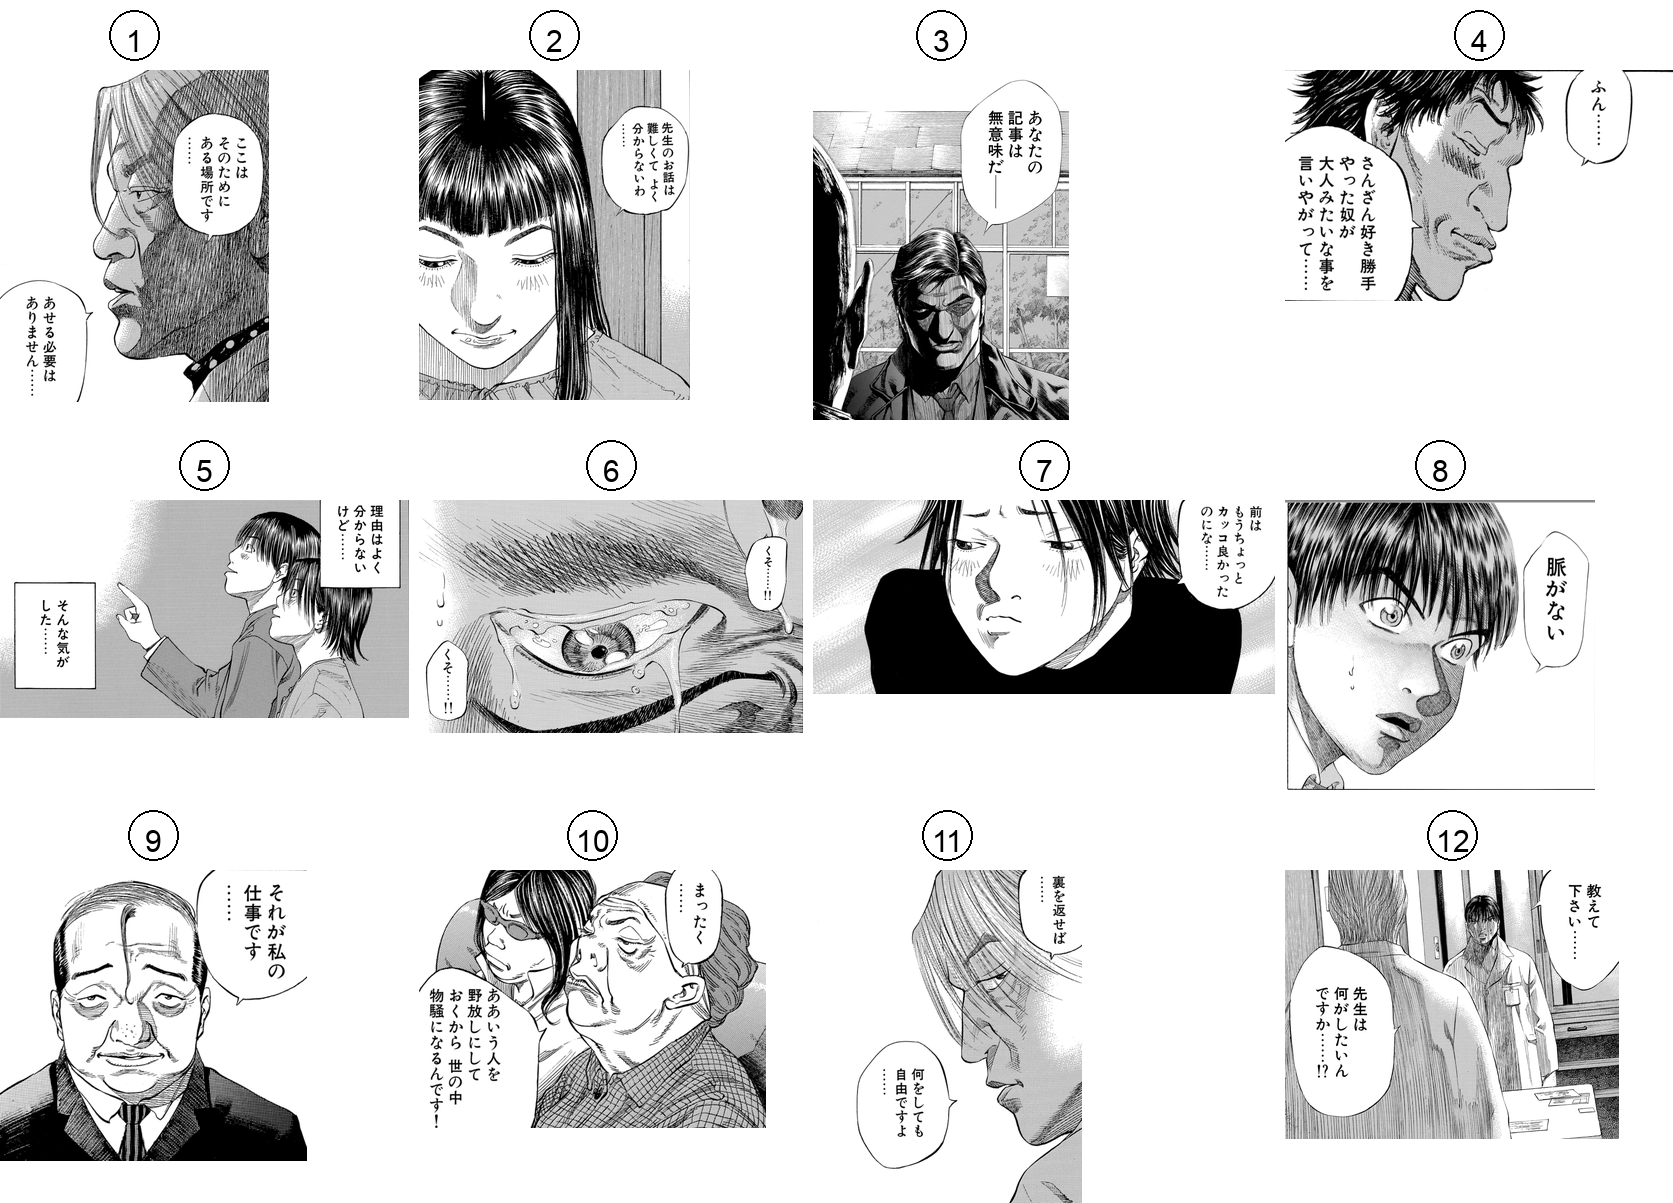 1
ここは
そのために
ある場所です
……
あせる必要は
ありません……
2
先生のお話は
難しくて よく
分からないわ
……
3
あなたの
記事は
無意味だ――
4
ふん……
さんざん好き勝手
やった奴が
大人みたいな事を
言いやがって……
5
理由はよく
分からない
けど……
そんな気が
した……
6
くそ……!!
くそ……!!
7
前は
もうちょっと
カッコ良かった
のにな……
8
脈がない
9
それが私の
仕事です
……
10
まったく
……
ああいう人を
野放しにして
おくから 世の中
物騒になるんです!
11
裏を返せば
……
何をしても
自由ですよ
……
12
教えて
下さい……
先生は
何がしたいん
ですか……!?